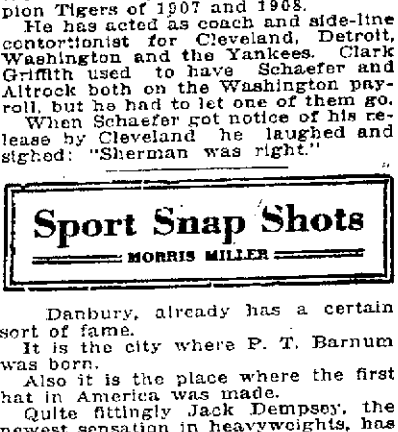 pion Tigers of 1907 and 1908.
He has acted as coach and side-line
contortionist for Cleveland, Detroit,
Washington and the Yankees. Clark
Griffith used to have Schaefer and
Altrock both on the Washington pay-
roll, but he had to let one of them go.
When Schaefer got notice of his re-
lease by Cleveland he laughed and
sighed: "Sherman was right."
Sport Snap Shots
MORRIS MILLER
Danbury, already has a certain
sort of fame.
It is the city where P. T. Barnum
was born.
Also it is the place where the first
hat in America was made.
Quite fittingly Jack Dempsey, the
newest sensation in heavyweights, has